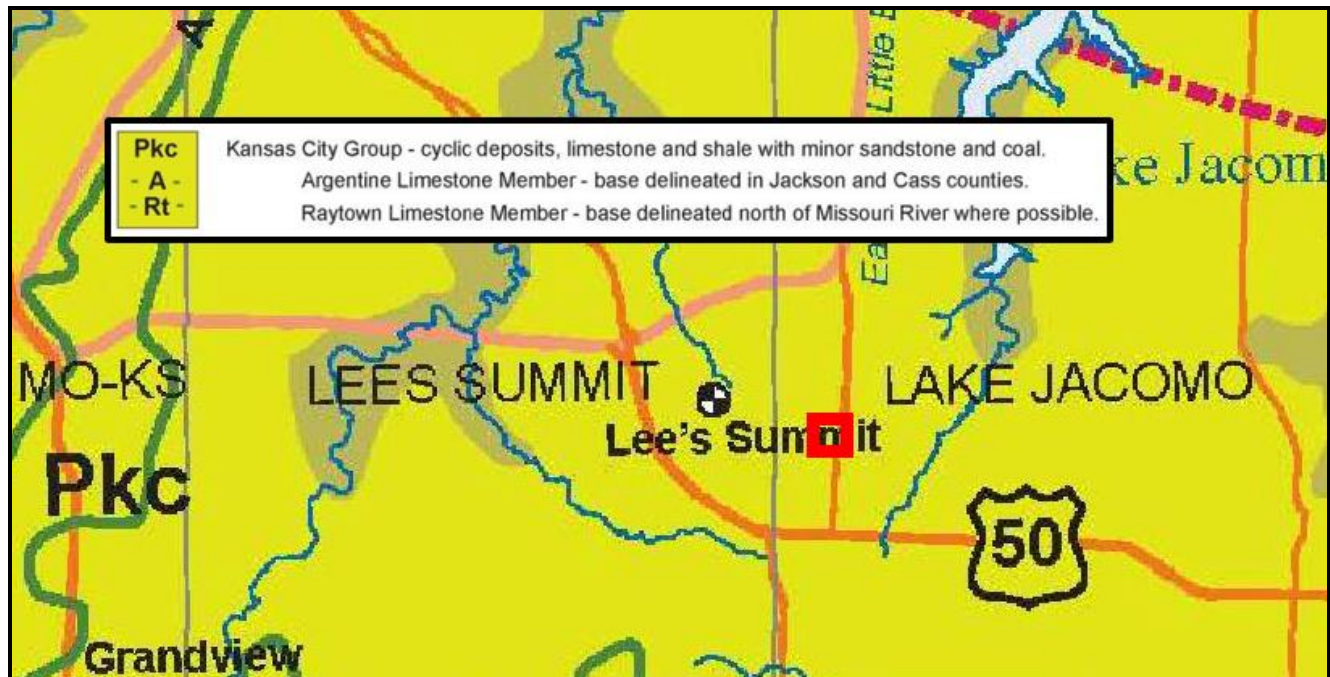 A
Little
Pkc
- A -
- Rt -
Kansas City Group - cyclic deposits, limestone and shale with minor sandstone and coal.
Argentine Limestone Member - base delineated in Jackson and Cass counties.
Raytown Limestone Member - base delineated north of Missouri River where possible.
ke Jacom
Ea
MO-KS
LEES SUMMIT
LAKE JACOMO
Lee's Summit
Pkc
50
Grandview